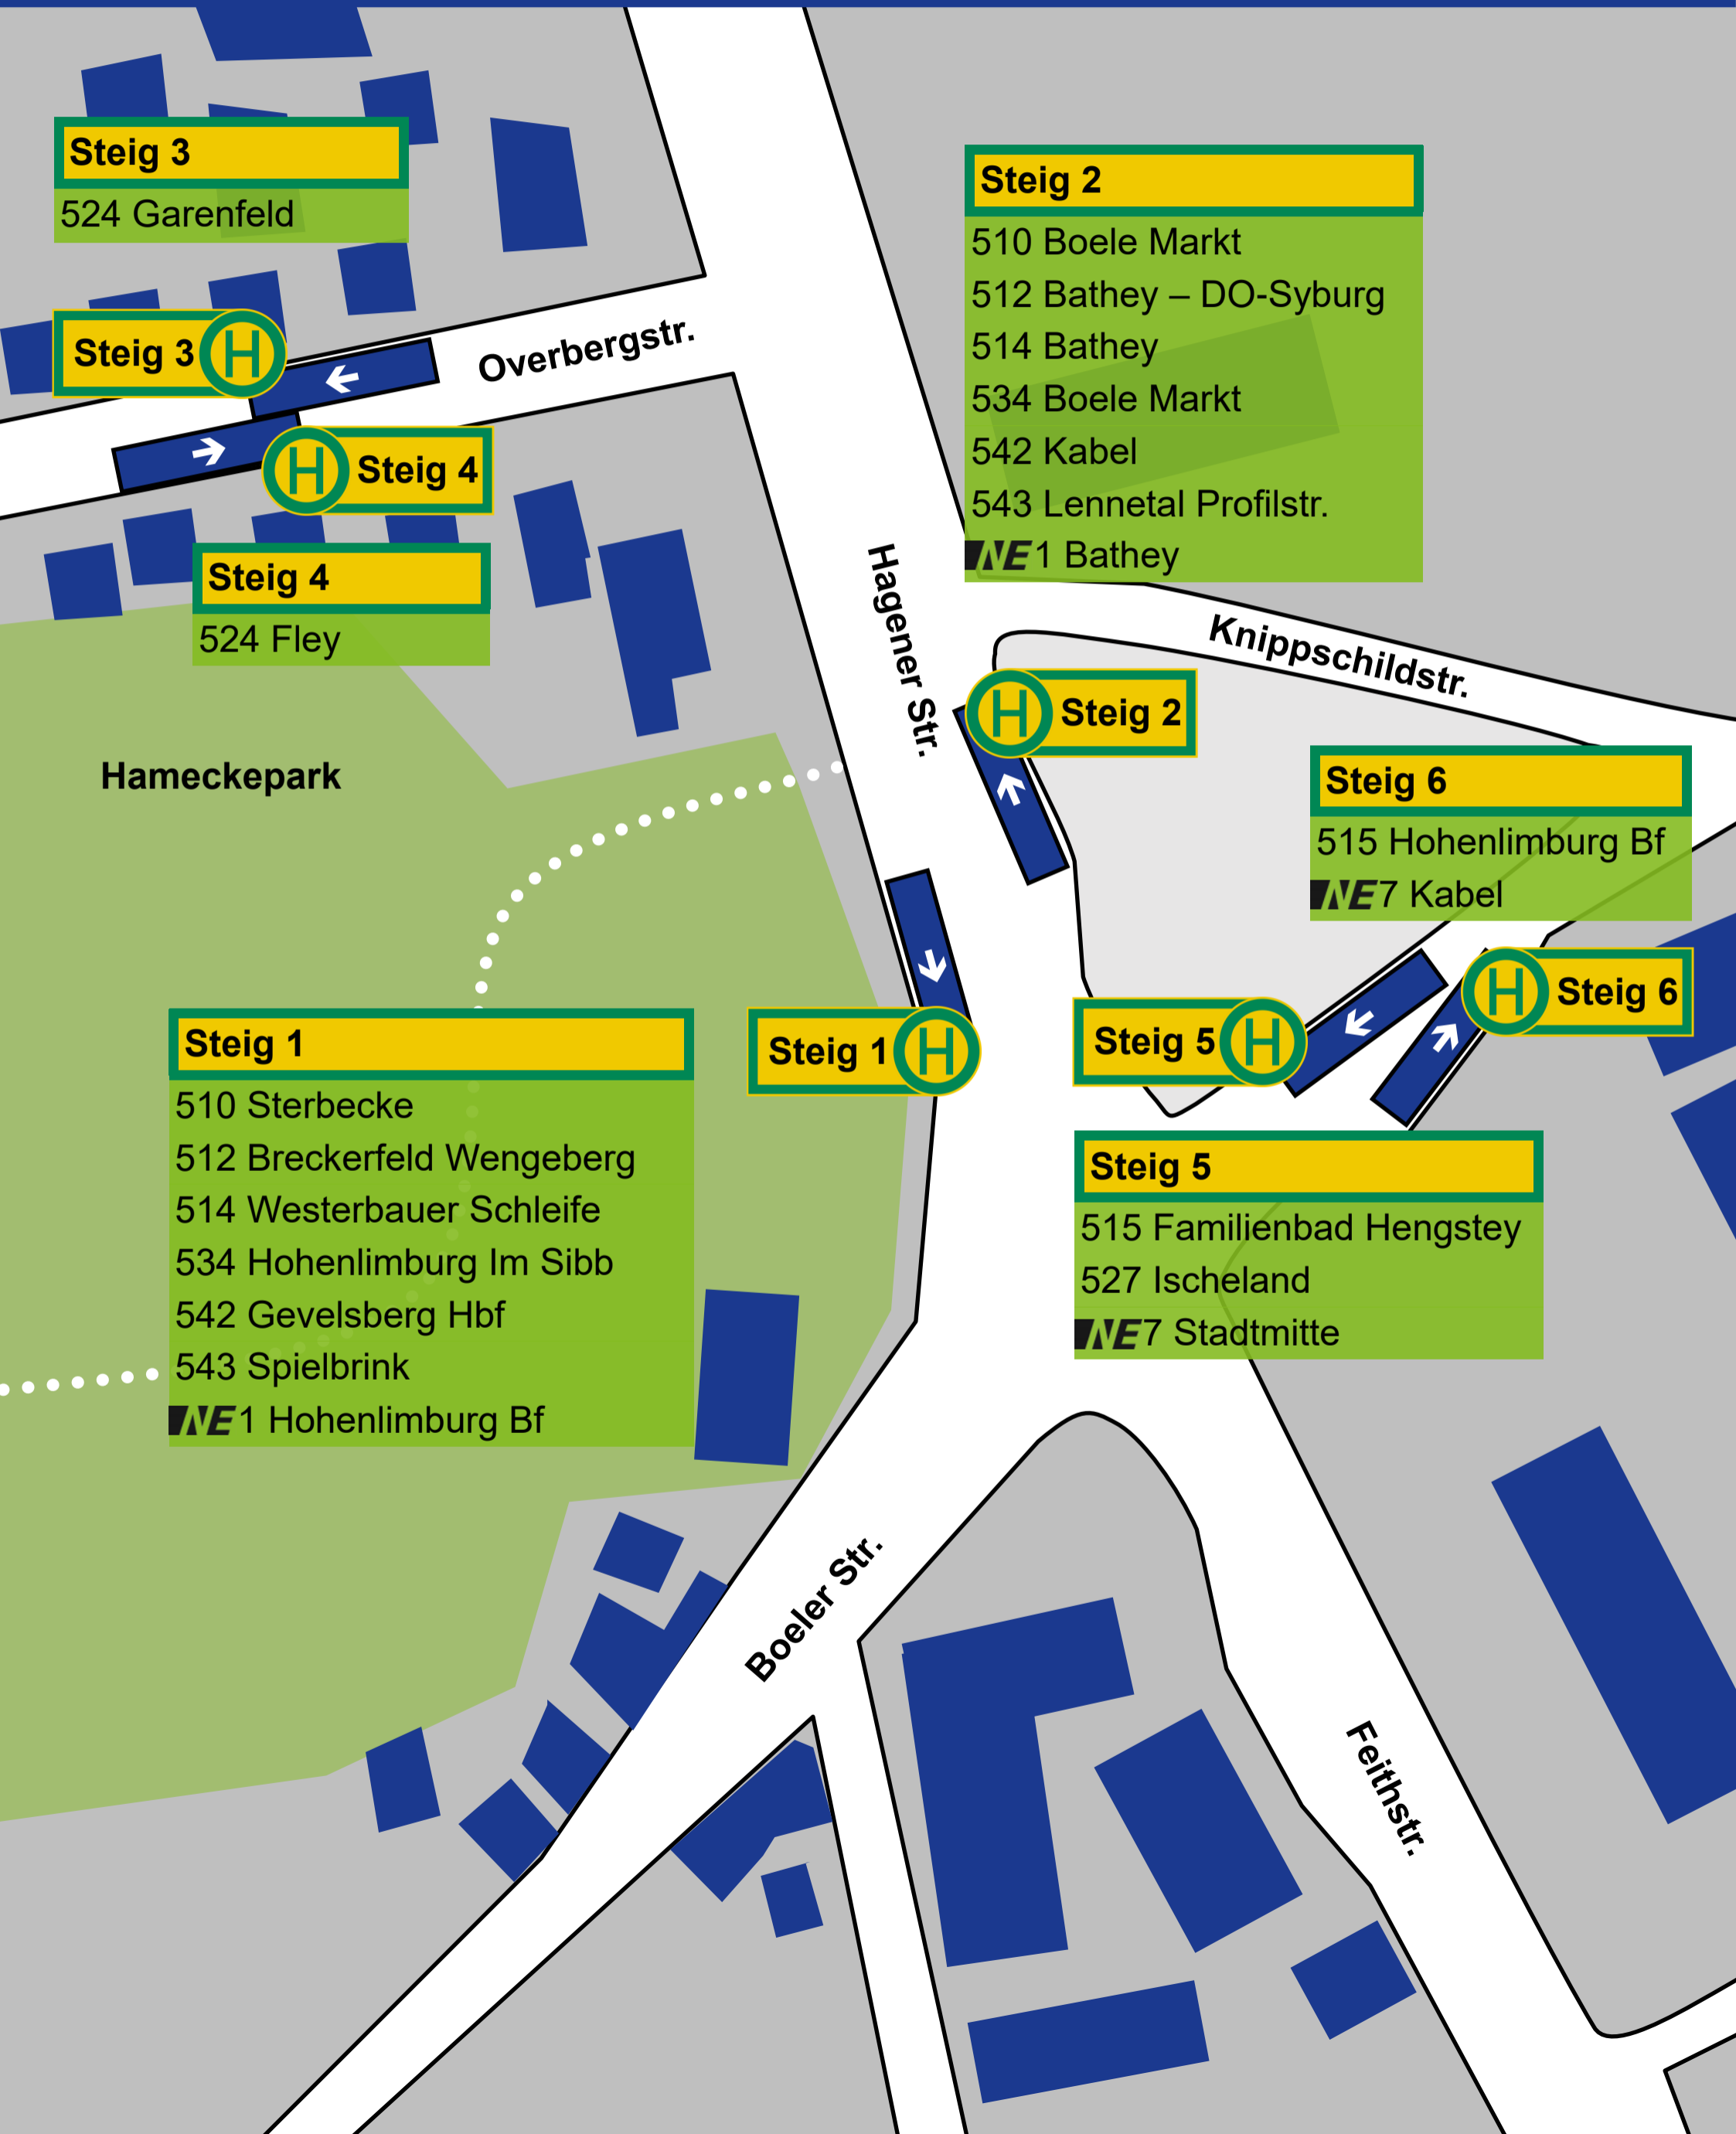 Steig 3
524 Garenfeld
Steig 2
510 Boele Markt
512 Bathey – DO-Syburg
514 Bathey
534 Boele Markt
542 Kabel
543 Lennetal Profilstr.
NE1 Bathey
Steig 3 H
Overbergstr.
H Steig 4
Steig 4
524 Fley
Hagener Str.
Knippschildstr.
H Steig 2
Hameckepark
Steig 6
515 Hohenlimburg Bf
NE7 Kabel
H Steig 6
Steig 1
510 Sterbecke
512 Breckerfeld Wengeberg
514 Westerbauer Schleife
534 Hohenlimburg Im Sibb
542 Gevelsberg Hbf
543 Spielbrink
NE1 Hohenlimburg Bf
Steig 1 H
Steig 5 H
Steig 5
515 Familienbad Hengstey
527 Ischeland
NE7 Stadtmitte
Boeler Str.
Feithstr.